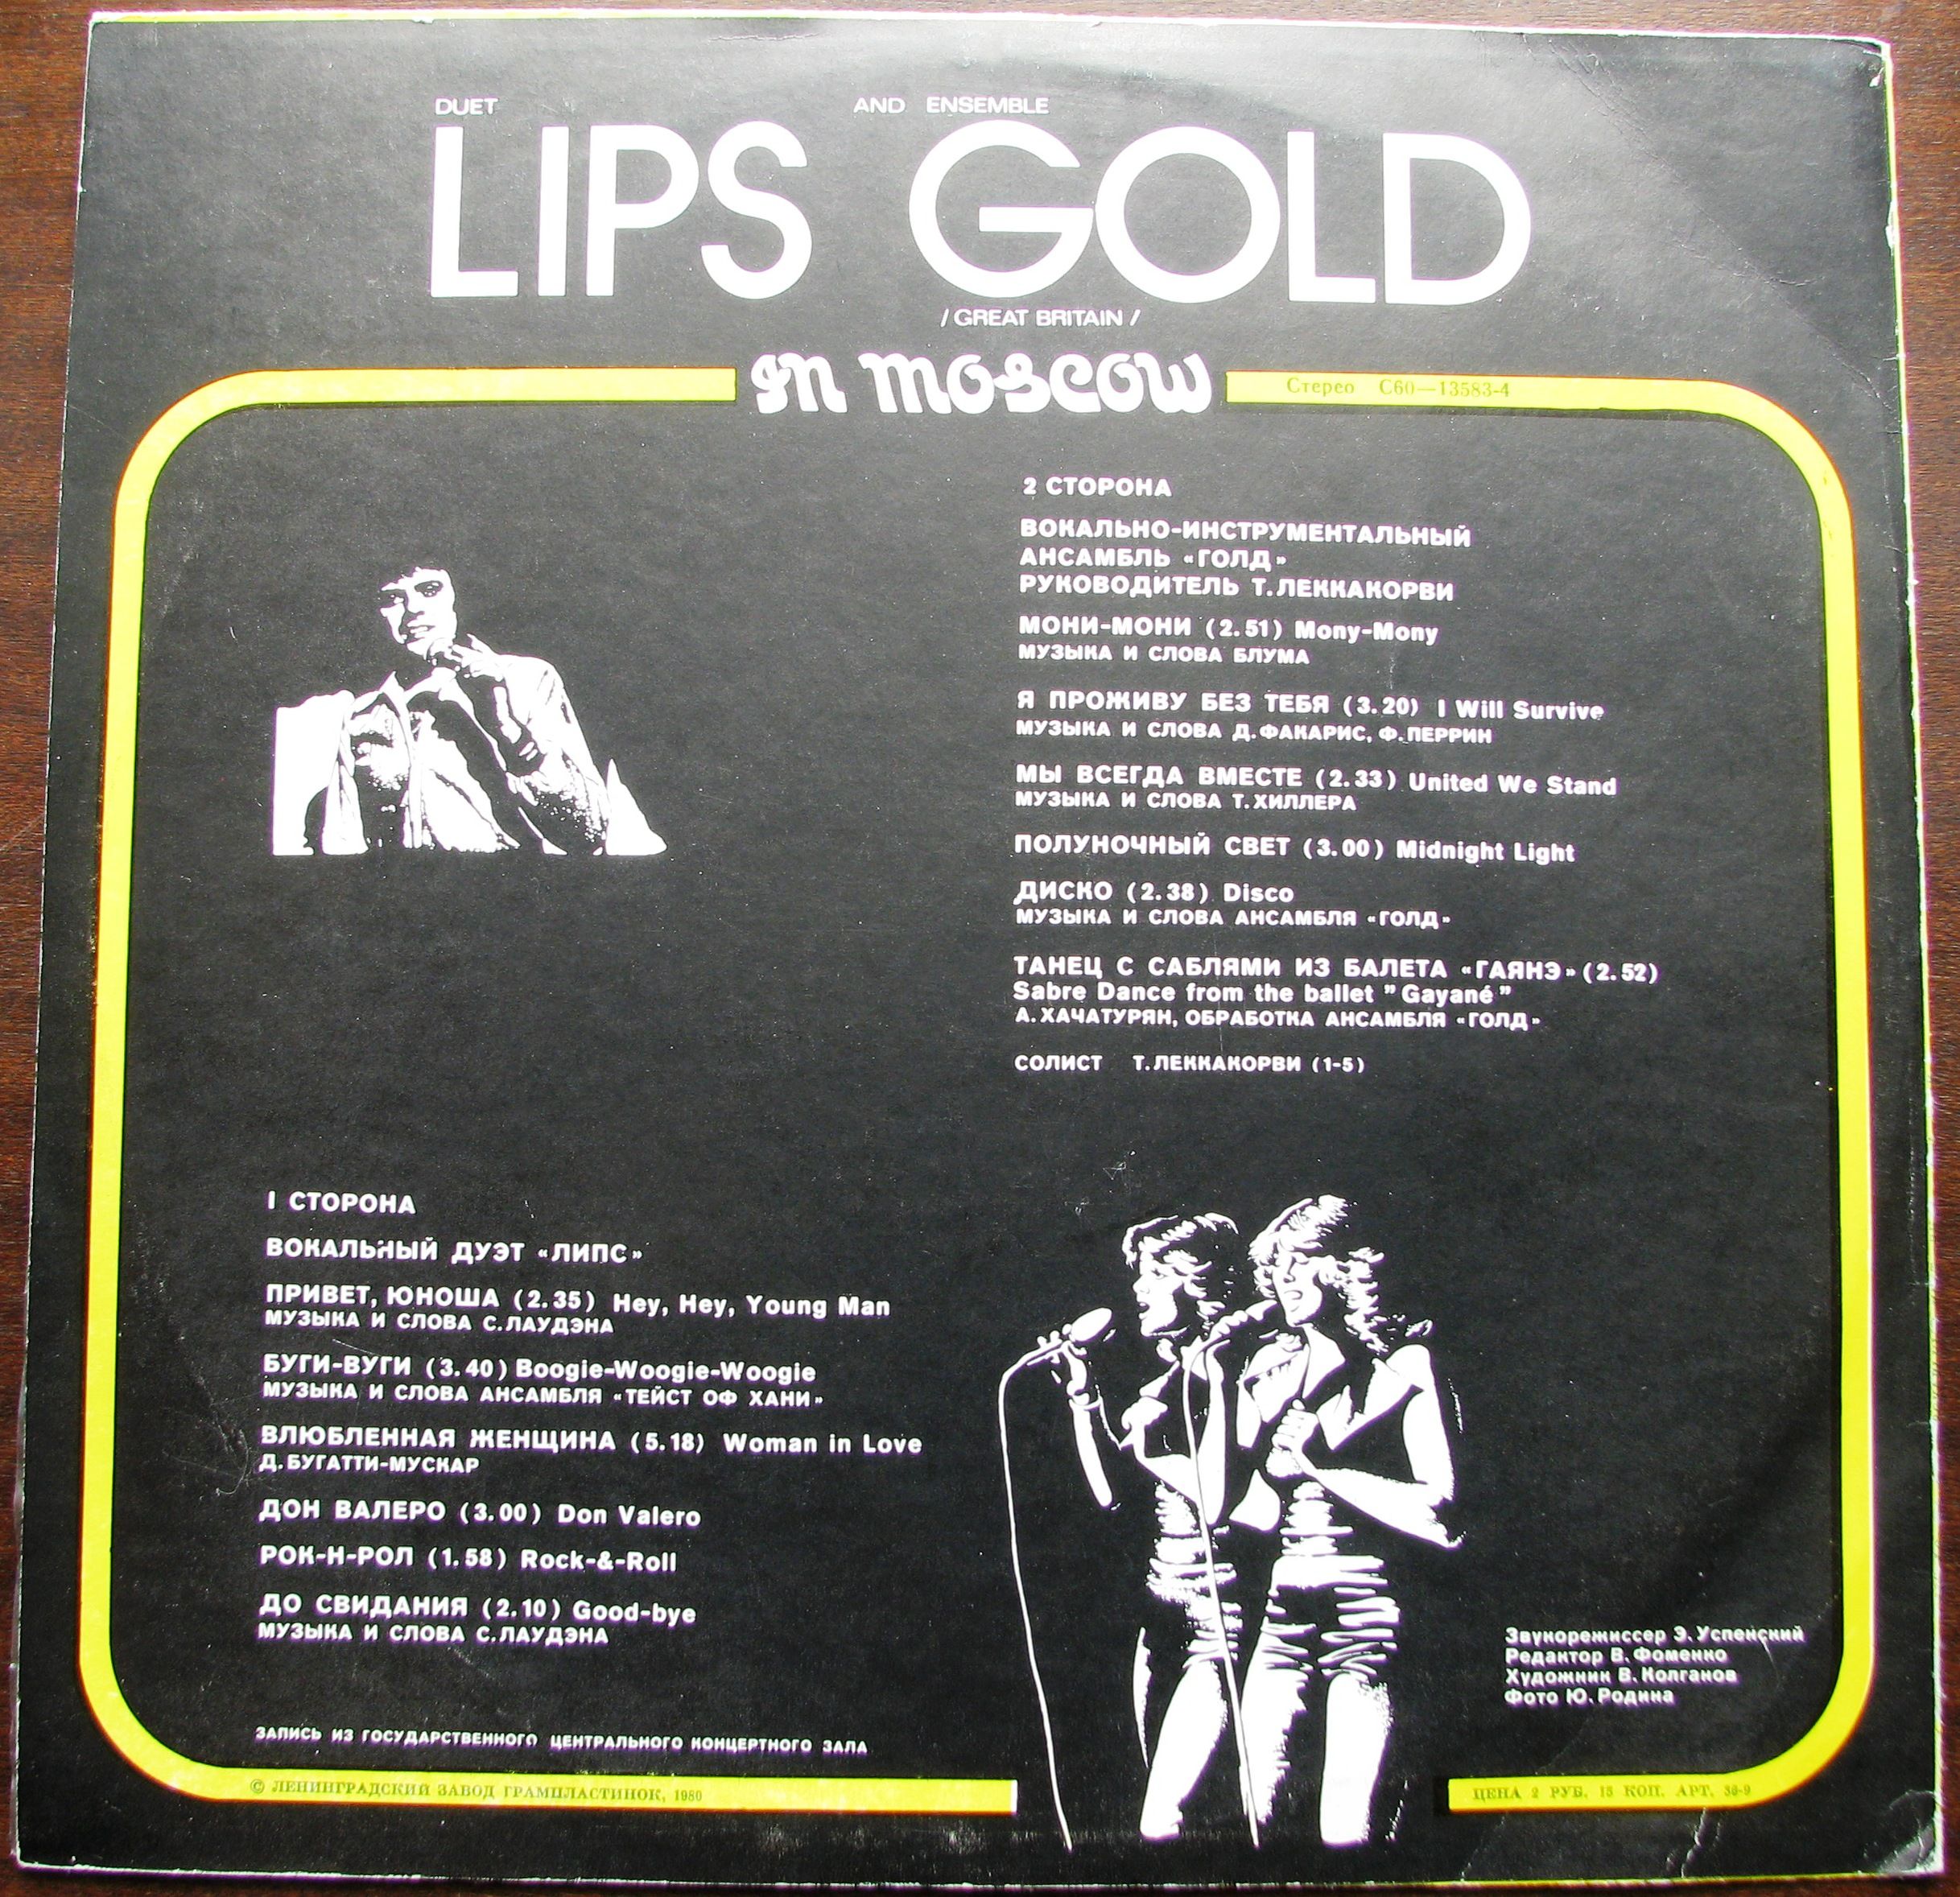 DUET AND ENSEMBLE
LIPS GOLD
/GREAT BRITAIN/
in moscow
Стерео С60—13583-4
2 СТОРОНА
ВОКАЛЬНО-ИНСТРУМЕНТАЛЬНЫЙ
АНСАМБЛЬ «ГОЛД»
РУКОВОДИТЕЛЬ Т.ЛЕККАКОРВИ
МОНИ-МОНИ (2.51) Mony-Mony
МУЗЫКА И СЛОВА БЛУМА
Я ПРОЖИВУ БЕЗ ТЕБЯ (3.20) I Will Survive
МУЗЫКА И СЛОВА Д.ФАКАРИС, Ф.ПЕРРИН
МЫ ВСЕГДА ВМЕСТЕ (2.33) United We Stand
МУЗЫКА И СЛОВА Т.ХИЛЛЕРА
ПОЛУНОЧНЫЙ СВЕТ (3.00) Midnight Light
ДИСКО (2.38) Disco
МУЗЫКА И СЛОВА АНСАМБЛЯ «ГОЛД»
ТАНЕЦ С САБЛЯМИ ИЗ БАЛЕТА «ГАЯНЭ» (2.52)
Sabre Dance from the ballet ”Gayané”
А.ХАЧАТУРЯН, ОБРАБОТКА АНСАМБЛЯ «ГОЛД»
СОЛИСТ Т.ЛЕККАКОРВИ (1-5)
I СТОРОНА
ВОКАЛЬНЫЙ ДУЭТ «ЛИПС»
ПРИВЕТ, ЮНОША (2.35) Hey, Hey, Young Man
МУЗЫКА И СЛОВА С.ЛАУДЭНА
БУГИ-ВУГИ (3.40) Boogie-Woogie-Woogie
МУЗЫКА И СЛОВА АНСАМБЛЯ «ТЕЙСТ ОФ ХАНИ»
ВЛЮБЛЕННАЯ ЖЕНЩИНА (5.18) Woman in Love
Д.БУГАТТИ-МУСКАР
ДОН ВАЛЕРО (3.00) Don Valero
РОК-Н-РОЛ (1.58) Rock-&-Roll
ДО СВИДАНИЯ (2.10) Good-bye
МУЗЫКА И СЛОВА С.ЛАУДЭНА
ЗАПИСЬ ИЗ ГОСУДАРСТВЕННОГО ЦЕНТРАЛЬНОГО КОНЦЕРТНОГО ЗАЛА
Звукорежиссер Э.Успенский
Редактор В.Фоменко
Художник В.Колганов
Фото Ю.Родина
© ЛЕНИНГРАДСКИЙ ЗАВОД ГРАМПЛАСТИНОК, 1980
ЦЕНА 2 РУБ. 15 КОП. АРТ. 36-9